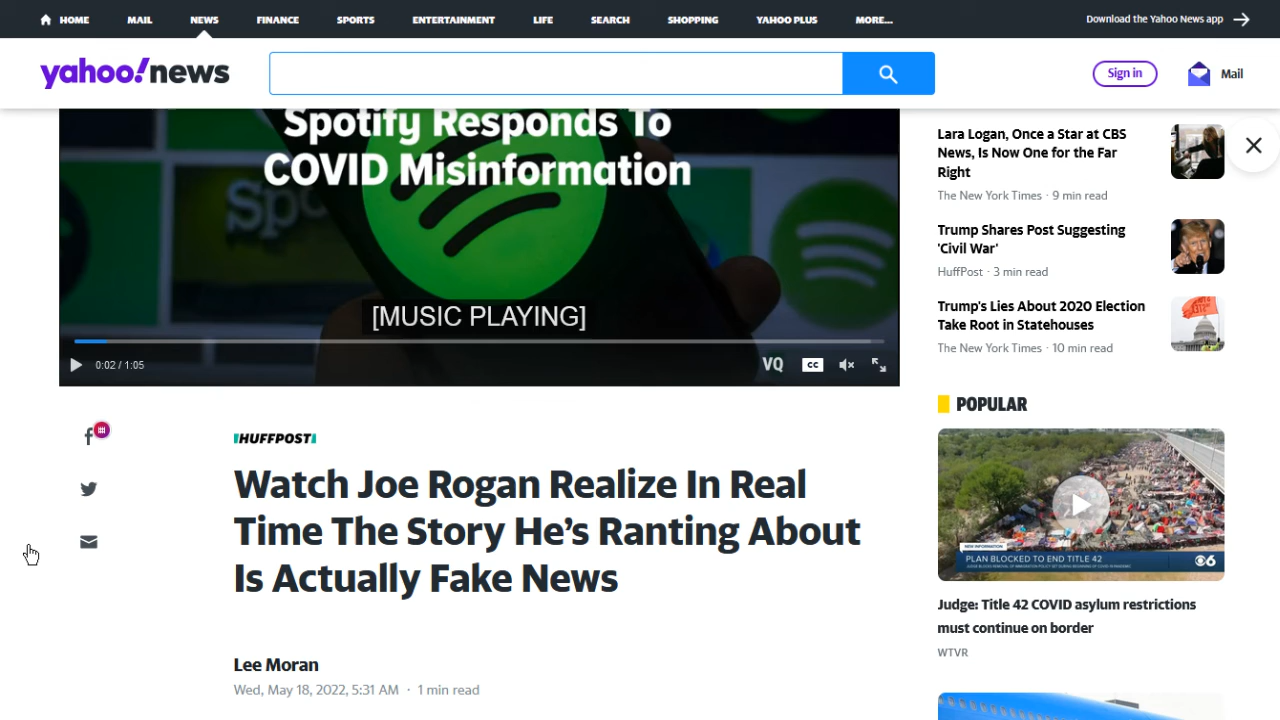 HOME MAIL NEWS FINANCE SPORTS ENTERTAINMENT LIFE SEARCH SHOPPING YAHOO PLUS MORE... Download the Yahoo News app
yahoo!news
Sign in
Mail
Spotify Responds To
COVID Misinformation
[MUSIC PLAYING]
0:02 / 1:05
VQ
CC
HUFFPOST
Watch Joe Rogan Realize In Real
Time The Story He's Ranting About
Is Actually Fake News
Lee Moran
Wed, May 18, 2022, 5:31 AM · 1 min read
Lara Logan, Once a Star at CBS
News, Is Now One for the Far
Right
The New York Times · 9 min read
Trump Shares Post Suggesting
'Civil War'
HuffPost · 3 min read
Trump's Lies About 2020 Election
Take Root in Statehouses
The New York Times · 10 min read
POPULAR
NEW INFORMATION
PLAN BLOCKED TO END TITLE 42
6
Judge: Title 42 COVID asylum restrictions
must continue on border
WTVR